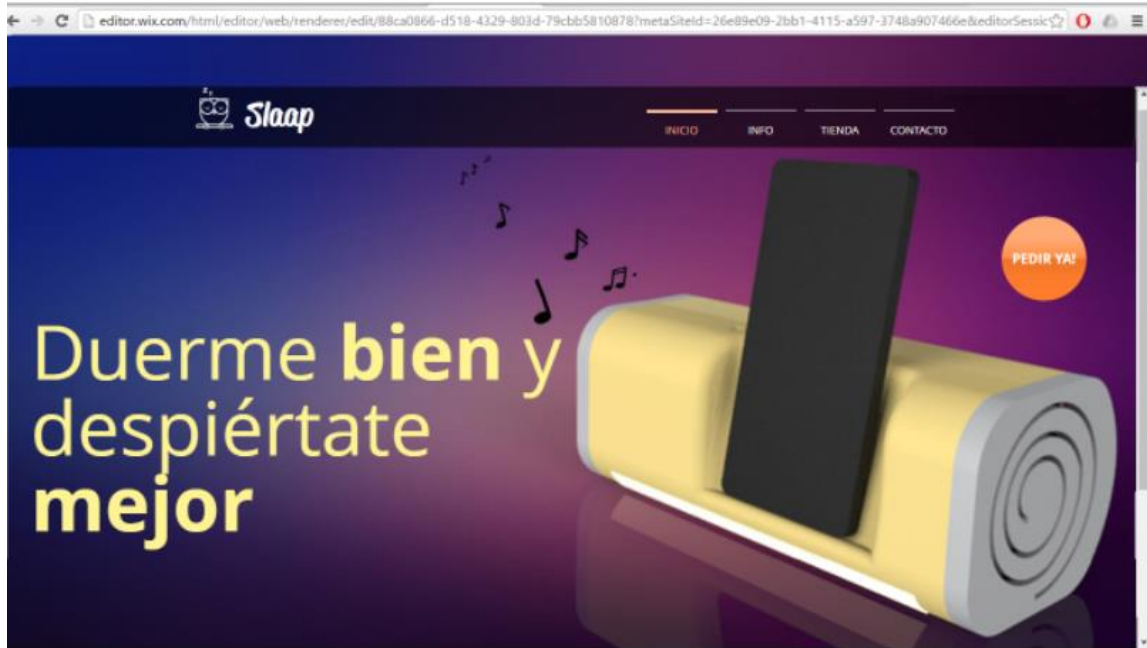 editor.wix.com/html/editor/web/renderer/edit/88ca0866-d518-4329-803d-79cbb5810878?metaSiteId=26e89e09-2bb1-4115-a597-3748a907466e&editorSessic
z,
Slaap
INICIO INFO TIENDA CONTACTO
PEDIR YA!
Duerme bien y
despiértate
mejor